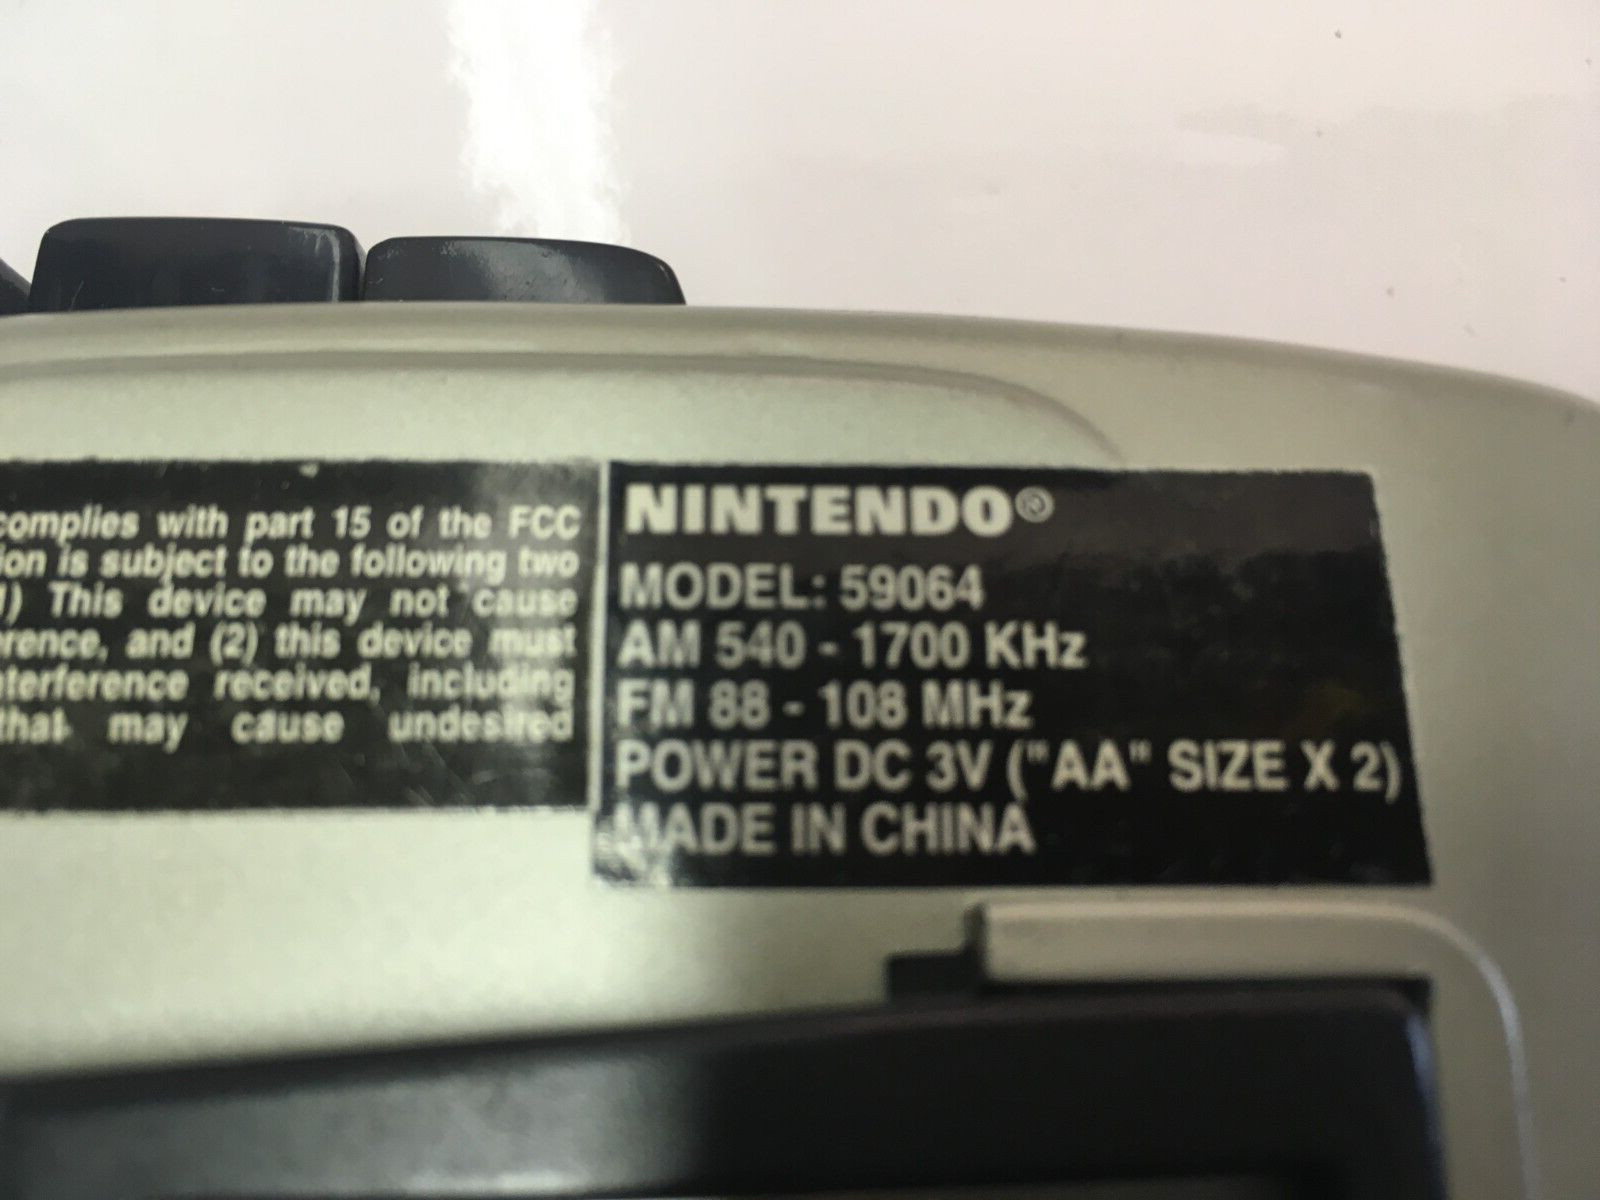 complies with part 15 of the FCC
ion is subject to the following two
1) This device may not cause
rence, and (2) this device must
terference received, including
that may cause undesired
NINTENDO®
MODEL: 59064
AM 540 - 1700 KHz
FM 88 - 108 MHz
POWER DC 3V ("AA" SIZE X 2)
MADE IN CHINA